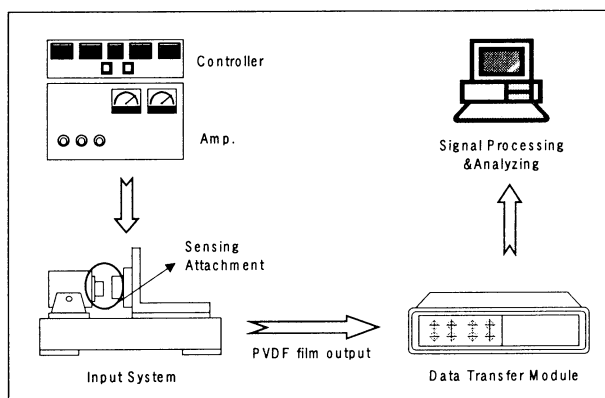 Controller
Amp.
Signal Processing
&Analyzing
Sensing
Attachment
PVDF film output
Input System
Data Transfer Module